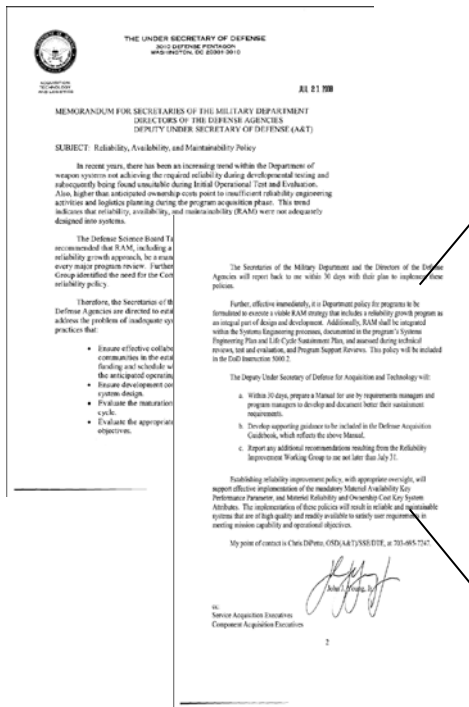 THE UNDER SECRETARY OF DEFENSE
3010 DEFENSE PENTAGON
WASHINGTON, DC 20301-3010
ACQUISITION
TECHNOLOGY
AND LOGISTICS
JUL 21 2008
MEMORANDUM FOR SECRETARIES OF THE MILITARY DEPARTMENT
DIRECTORS OF THE DEFENSE AGENCIES
DEPUTY UNDER SECRETARY OF DEFENSE (A&T)
SUBJECT: Reliability, Availability, and Maintainability Policy
In recent years, there has been an increasing trend within the Department of
weapon systems not achieving the required reliability during developmental testing and
subsequently being found unsuitable during Initial Operational Test and Evaluation.
Also, higher than anticipated ownership costs point to insufficient reliability engineering
activities and logistics planning during the program acquisition phase. This trend
indicates that reliability, availability, and maintainability (RAM) were not adequately
designed into systems.
The Defense Science Board Ta
recommended that RAM, including a
reliability growth approach, be a man
every major program review. Further
Group identified the need for the Com
reliability policy.
Therefore, the Secretaries of th
Defense Agencies are directed to esta
address the problem of inadequate sys
practices that:
• Ensure effective collabo
communities in the esta
funding and schedule w
the anticipated operating
• Ensure development co
system design.
• Evaluate the maturation
cycle.
• Evaluate the appropriate
objectives.
The Secretaries of the Military Department and the Directors of the Defense
Agencies will report back to me within 30 days with their plan to implement these
policies.
Further, effective immediately, it is Department policy for programs to be
formulated to execute a viable RAM strategy that includes a reliability growth program as
an integral part of design and development. Additionally, RAM shall be integrated
within the Systems Engineering processes, documented in the program's Systems
Engineering Plan and Life Cycle Sustainment Plan, and assessed during technical
reviews, test and evaluation, and Program Support Reviews. This policy will be included
in the DoD Instruction 5000.2.
The Deputy Under Secretary of Defense for Acquisition and Technology will:
a. Within 30 days, prepare a Manual for use by requirements managers and
program managers to develop and document better their sustainment
requirements.
b. Develop supporting guidance to be included in the Defense Acquisition
Guidebook, which reflects the above Manual.
c. Report any additional recommendations resulting from the Reliability
Improvement Working Group to me not later than July 31.
Establishing reliability improvement policy, with appropriate oversight, will
support effective implementation of the mandatory Material Availability Key
Performance Parameter, and Material Reliability and Ownership Cost Key System
Attributes. The implementation of these policies will result in reliable and maintainable
systems that are of high quality and readily available to satisfy user requirements in
meeting mission capability and operational objectives.
My point of contact is Chris DiPetto, OSD(A&T)/SSE/DTE, at 703-695-7247.
John J. Young, Jr.
cc:
Service Acquisition Executives
Component Acquisition Executives
2